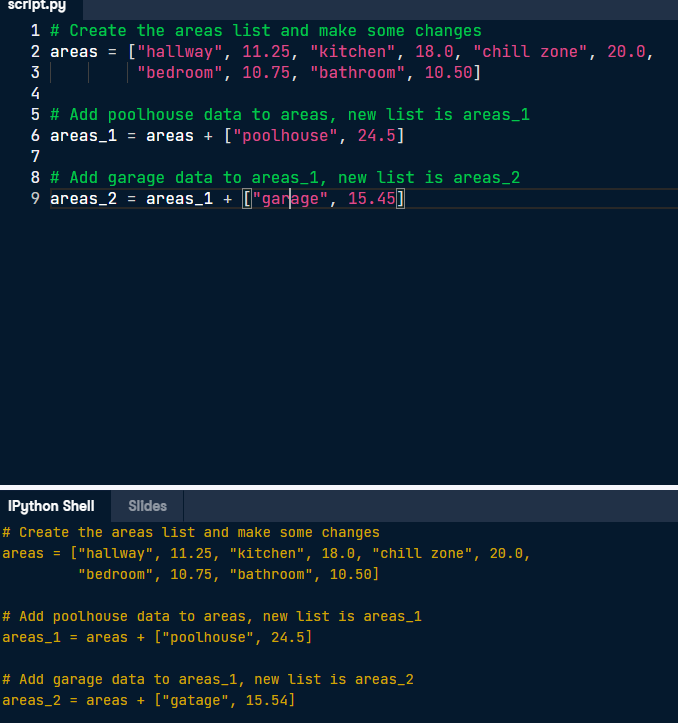 script.py
1 # Create the areas list and make some changes
2 areas = ["hallway", 11.25, "kitchen", 18.0, "chill zone", 20.0,
3 "bedroom", 10.75, "bathroom", 10.50]
4
5 # Add poolhouse data to areas, new list is areas_1
6 areas_1 = areas + ["poolhouse", 24.5]
7
8 # Add garage data to areas_1, new list is areas_2
9 areas_2 = areas_1 + ["garage", 15.45]
IPython Shell Slides
# Create the areas list and make some changes
areas = ["hallway", 11.25, "kitchen", 18.0, "chill zone", 20.0,
"bedroom", 10.75, "bathroom", 10.50]
# Add poolhouse data to areas, new list is areas_1
areas_1 = areas + ["poolhouse", 24.5]
# Add garage data to areas_1, new list is areas_2
areas_2 = areas + ["gatage", 15.54]